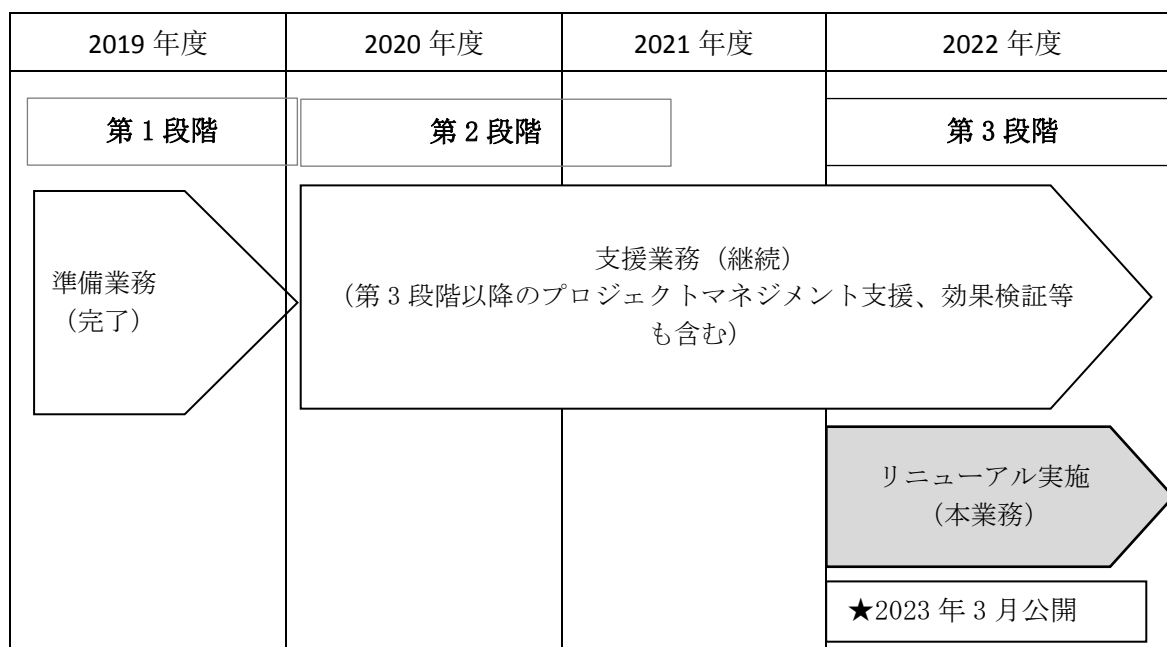 2019 年度
2020 年度
2021 年度
2022 年度
第 1 段階
第 2 段階
第 3 段階
準備業務
（完了）
支援業務（継続）
（第 3 段階以降のプロジェクトマネジメント支援、効果検証等
も含む）
リニューアル実施
（本業務）
★2023 年 3 月公開